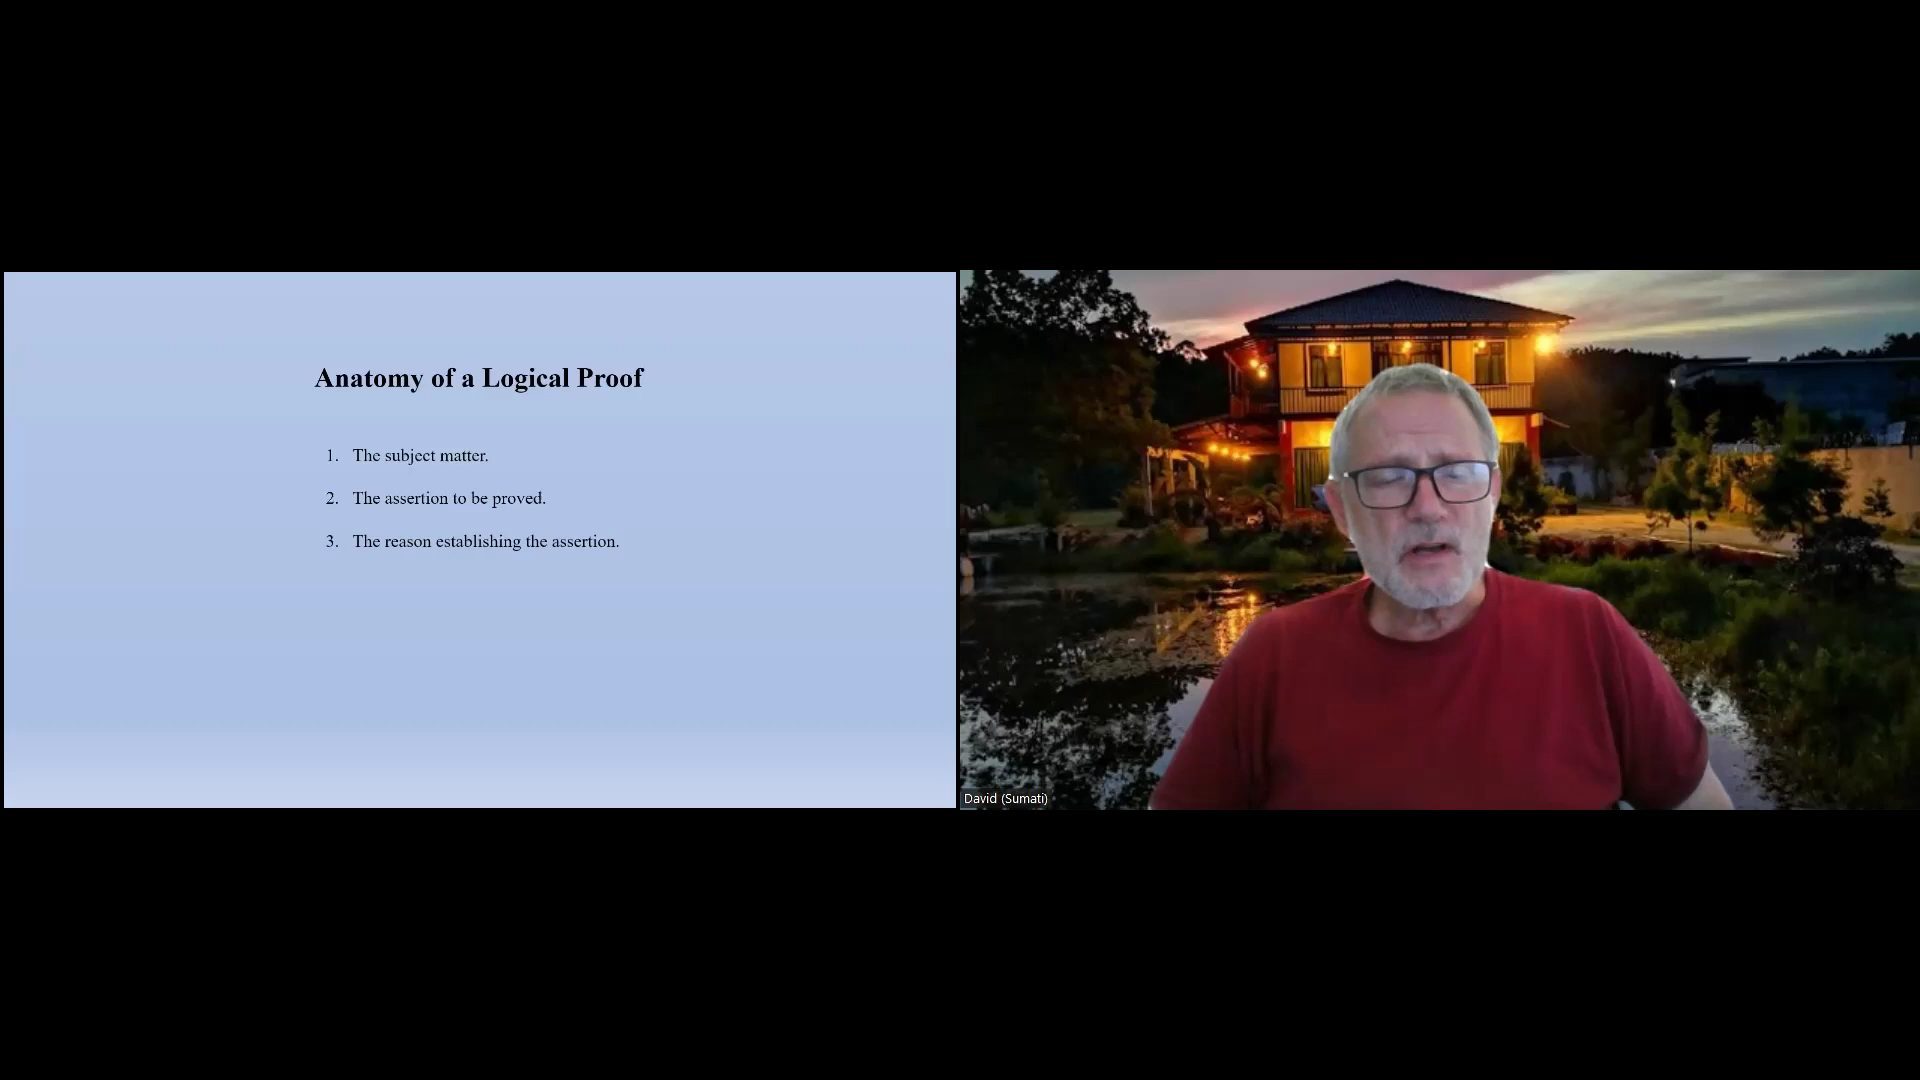 Anatomy of a Logical Proof
1. The subject matter.
2. The assertion to be proved.
3. The reason establishing the assertion.
David (Sumati)